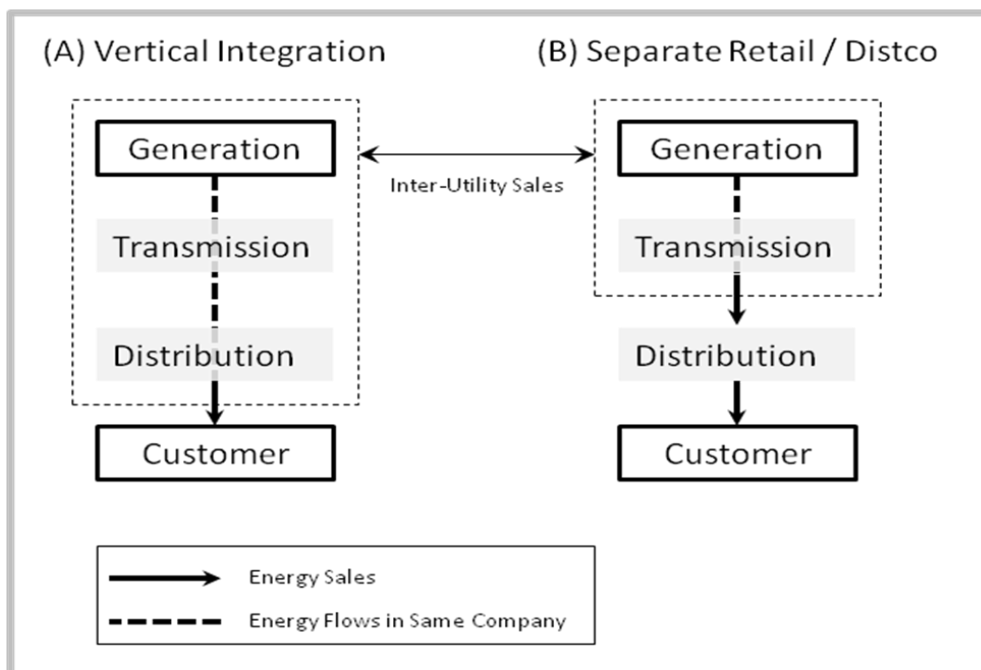 (A) Vertical Integration
(B) Separate Retail / Distco
Generation
Generation
Inter-Utility Sales
Transmission
Transmission
Distribution
Distribution
Customer
Customer
Energy Sales
Energy Flows in Same Company